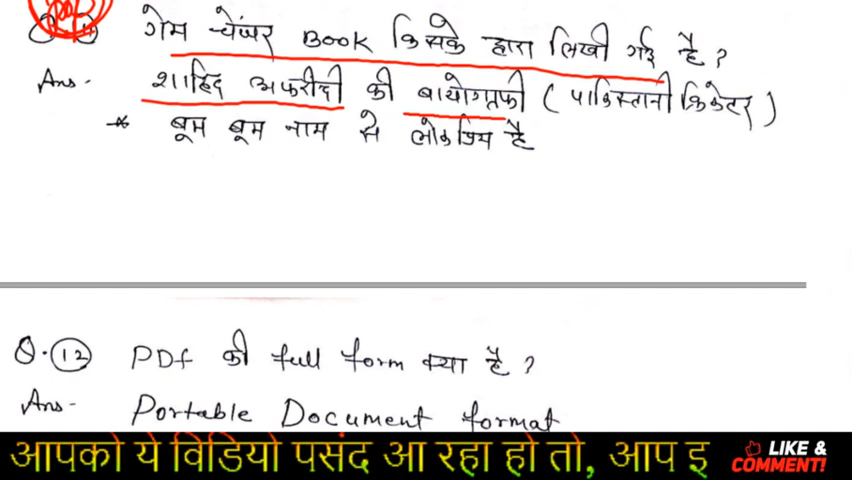 गेम चेंजर BOOK किसके द्वारा लिखी गई है ?
Ans - शाहिद अफरीदी की बायोग्राफी ( पाकिस्तानी क्रिकेटर )
* बूम बूम नाम से लोकप्रिय है
Q. 12 PDf की full form क्या है ?
Ans - Portable Document format
आपको ये विडियो पसंद आ रहा हो तो, आप इ
LIKE &
COMMENT!